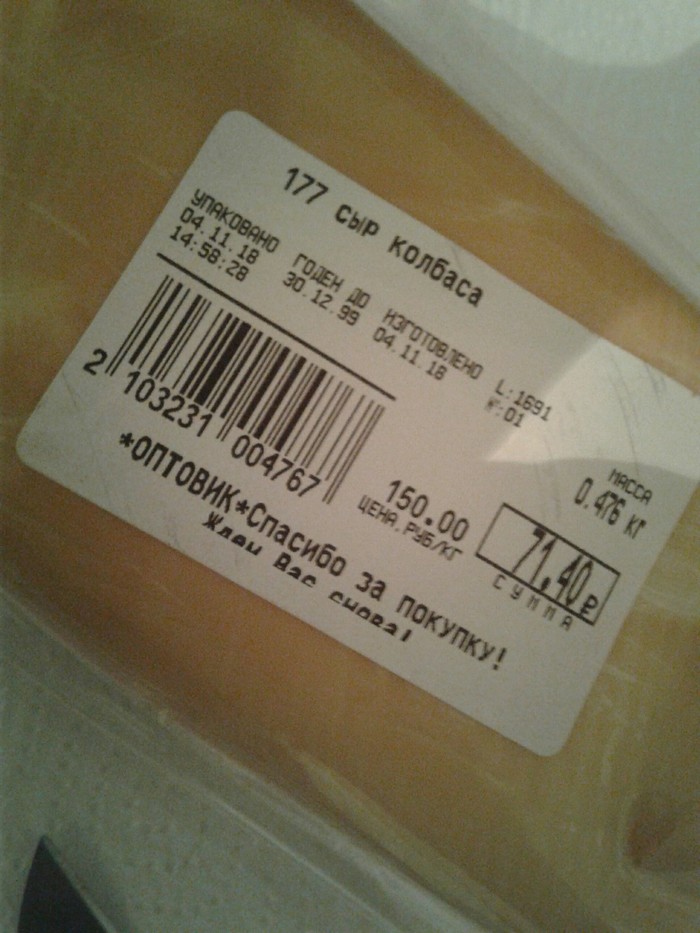 177 сыр колбаса
УПАКОВАНО ГОДЕН ДО ИЗГОТОВЛЕНО L:1691
04.11.18 30.12.99 04.11.18 №:01
14:58:28
2 103231 004767
МАССА
0.476 КГ
150.00
ЦЕНА,РУБ/КГ
71.40₽
СУММА
*ОПТОВИК*Спасибо за покупку!
Ждем Вас снова!